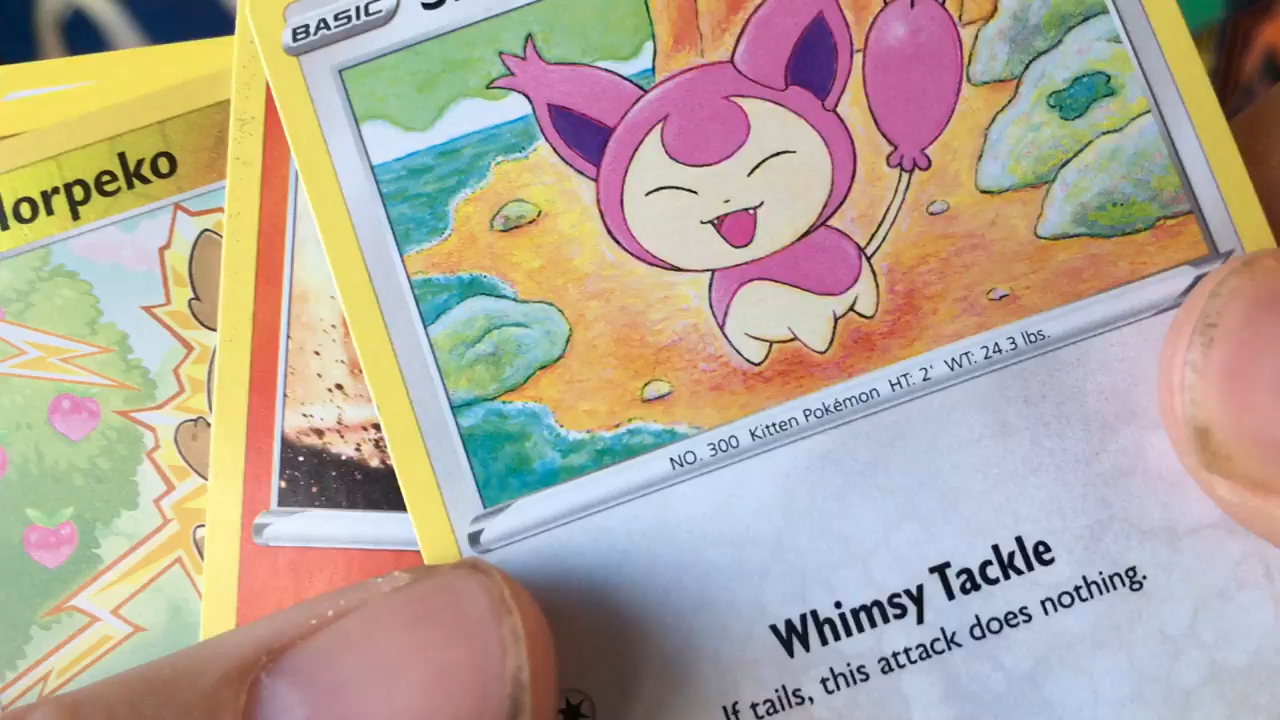 BASIC
lorpeko
NO. 300 Kitten Pokémon HT: 2' WT: 24.3 lbs.
Whimsy Tackle
If tails, this attack does nothing.